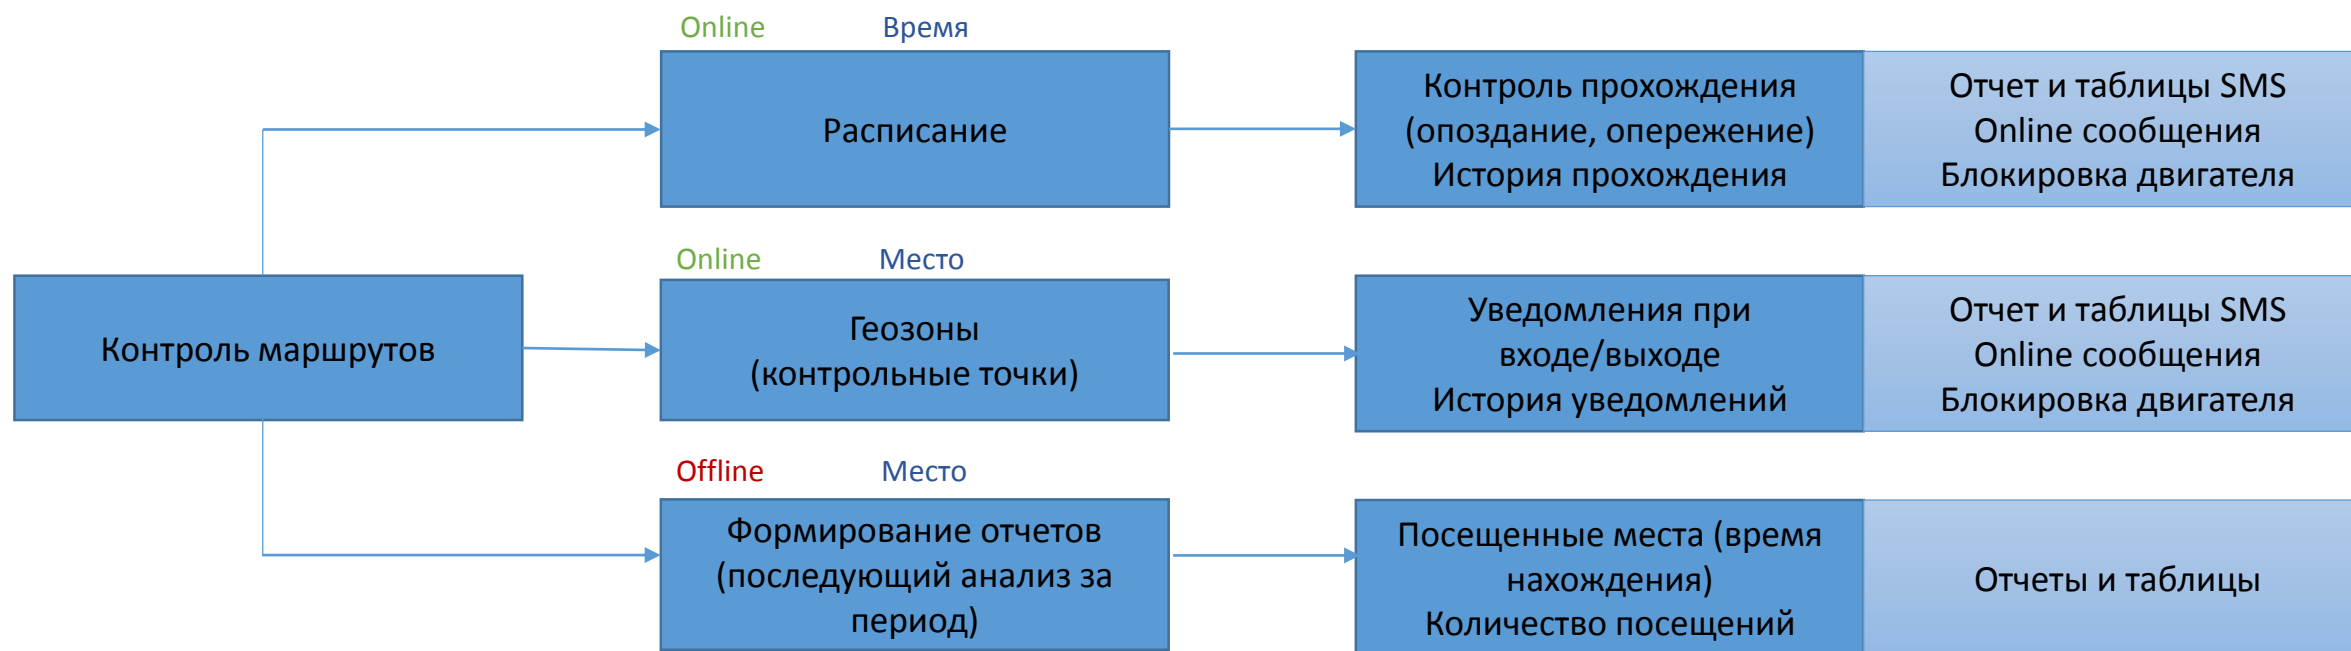 Online Время
Расписание
Контроль прохождения
(опоздание, опережение)
История прохождения
Отчет и таблицы SMS
Online сообщения
Блокировка двигателя
Контроль маршрутов
Online Место
Геозоны
(контрольные точки)
Уведомления при
входе/выходе
История уведомлений
Отчет и таблицы SMS
Online сообщения
Блокировка двигателя
Offline Место
Формирование отчетов
(последующий анализ за
период)
Посещенные места (время
нахождения)
Количество посещений
Отчеты и таблицы